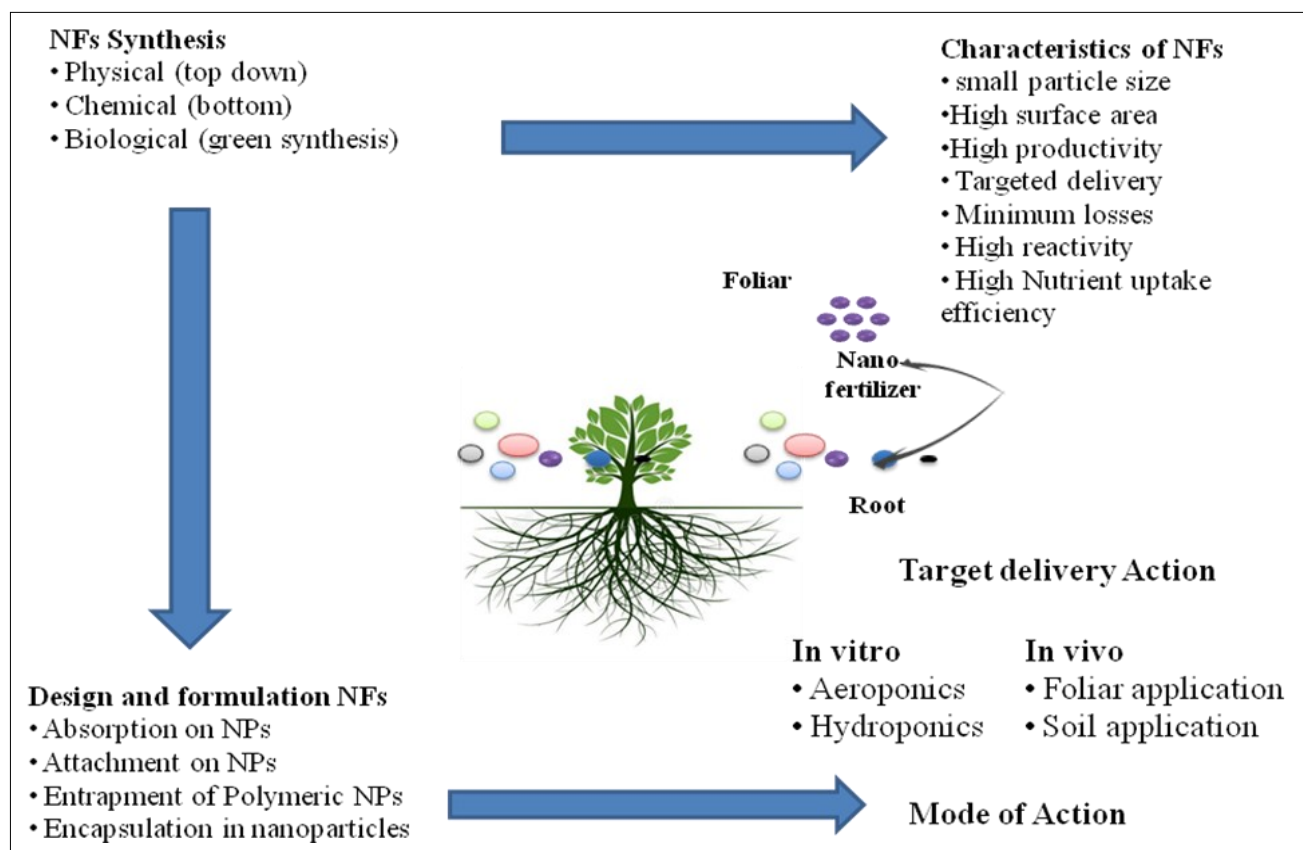 NFs Synthesis
• Physical (top down)
• Chemical (bottom)
• Biological (green synthesis)
Characteristics of NFs
• small particle size
•High surface area
•High productivity
• Targeted delivery
• Minimum losses
• High reactivity
• High Nutrient uptake
efficiency
Foliar
Nano
fertilizer
Root
Target delivery Action
In vitro
• Aeroponics
• Hydroponics
In vivo
• Foliar application
• Soil application
Design and formulation NFs
• Absorption on NPs
• Attachment on NPs
• Entrapment of Polymeric NPs
• Encapsulation in nanoparticles
Mode of Action